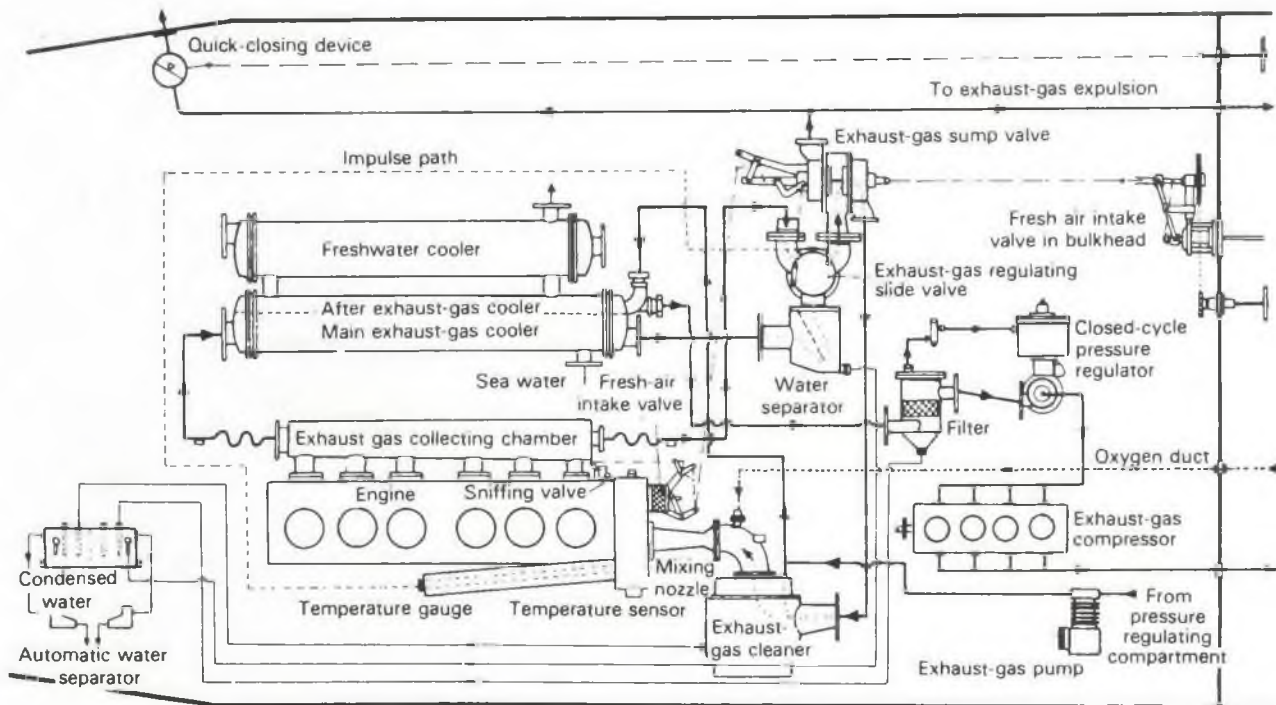 Quick-closing device
To exhaust-gas expulsion
Exhaust-gas sump valve
Impulse path
Fresh air intake
valve in bulkhead
Freshwater cooler
Exhaust-gas regulating
slide valve
After exhaust-gas cooler
Main exhaust-gas cooler
Closed-cycle
pressure
regulator
Sea water
Fresh-air
intake valve
Water
separator
Filter
Exhaust gas collecting chamber
Oxygen duct
Engine
Sniffing valve
Exhaust-gas
compressor
Condensed
water
Mixing
nozzle
Temperature gauge
Temperature sensor
From
pressure
regulating
compartment
Exhaust-
gas cleaner
Automatic water
separator
Exhaust-gas pump